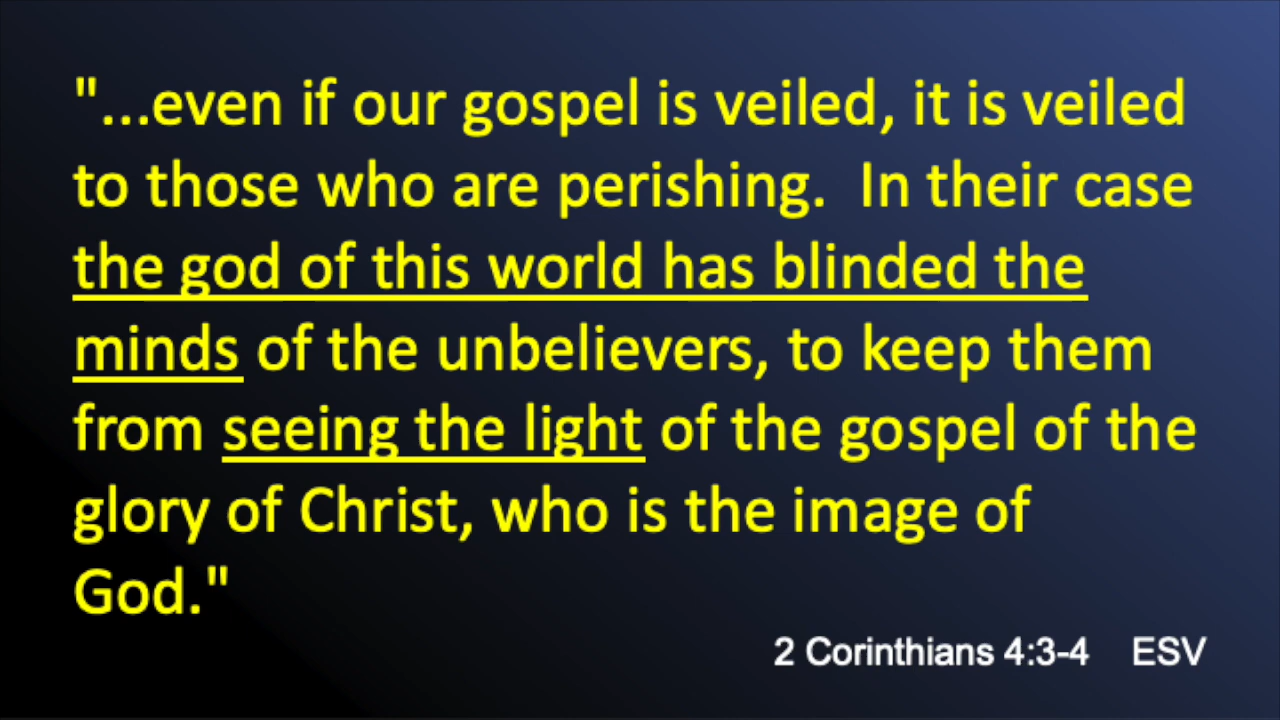 "...even if our gospel is veiled, it is veiled
to those who are perishing.  In their case
the god of this world has blinded the
minds of the unbelievers, to keep them
from seeing the light of the gospel of the
glory of Christ, who is the image of
God."
2 Corinthians 4:3-4    ESV